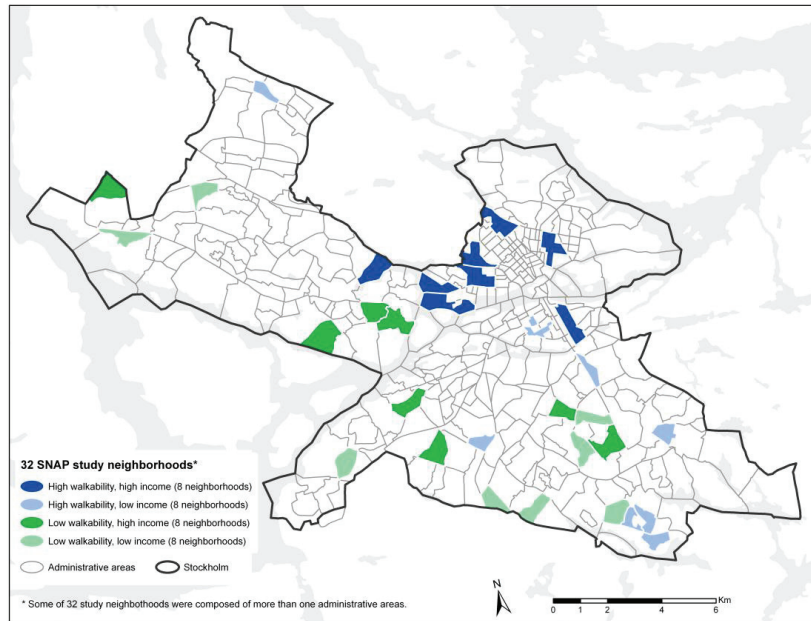 32 SNAP study neighborhoods*
High walkability, high income (8 neighborhoods)
High walkability, low income (8 neighborhoods)
Low walkability, high income (8 neighborhoods)
Low walkability, low income (8 neighborhoods)
Administrative areas Stockholm
* Some of 32 study neighbothoods were composed of more than one administrative areas.
N
Km
0 1 2 4 6